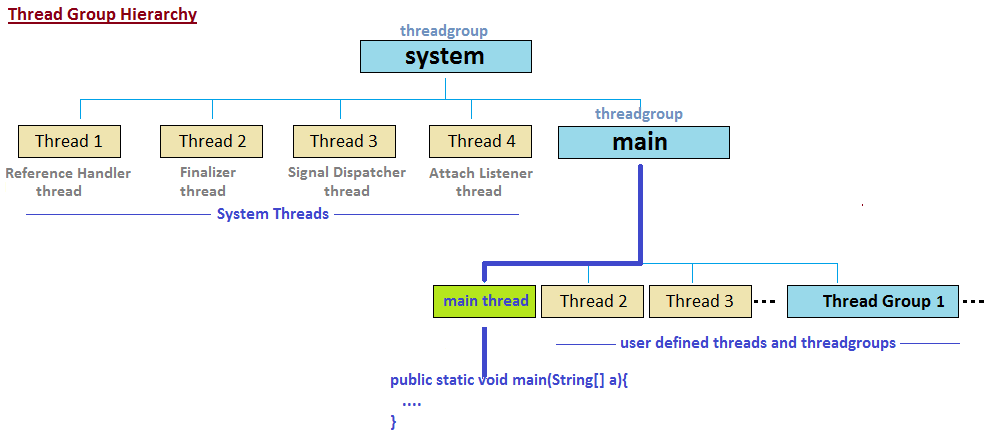 Thread Group Hierarchy
threadgroup
system
threadgroup
main
Thread 1
Thread 2
Thread 3
Thread 4
Reference Handler
thread
Finalizer
thread
Signal Dispatcher
thread
Attach Listener
thread
System Threads
main thread
Thread 2
Thread 3
Thread Group 1
user defined threads and threadgroups
public static void main(String[] a){
....
}